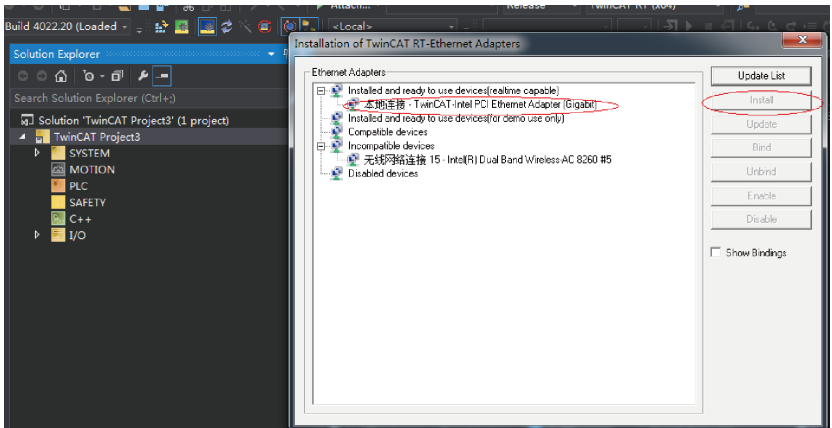 Attach...
Release
TwinCAT RT (x64)
Build 4022.20 (Loaded
<Local>
Solution Explorer
Search Solution Explorer (Ctrl+;)
Solution 'TwinCAT Project3' (1 project)
TwinCAT Project3
SYSTEM
MOTION
PLC
SAFETY
C++
I/O
Installation of TwinCAT RT-Ethernet Adapters
Ethernet Adapters
Installed and ready to use devices(realtime capable)
本地连接 - TwinCAT-Intel PCI Ethernet Adapter (Gigabit)
Installed and ready to use devices(for demo use only)
Compatible devices
Incompatible devices
无线网络连接 15 - Intel(R) Dual Band Wireless-AC 8260 #5
Disabled devices
Update List
Install
Update
Bind
Unbind
Enable
Disable
Show Bindings